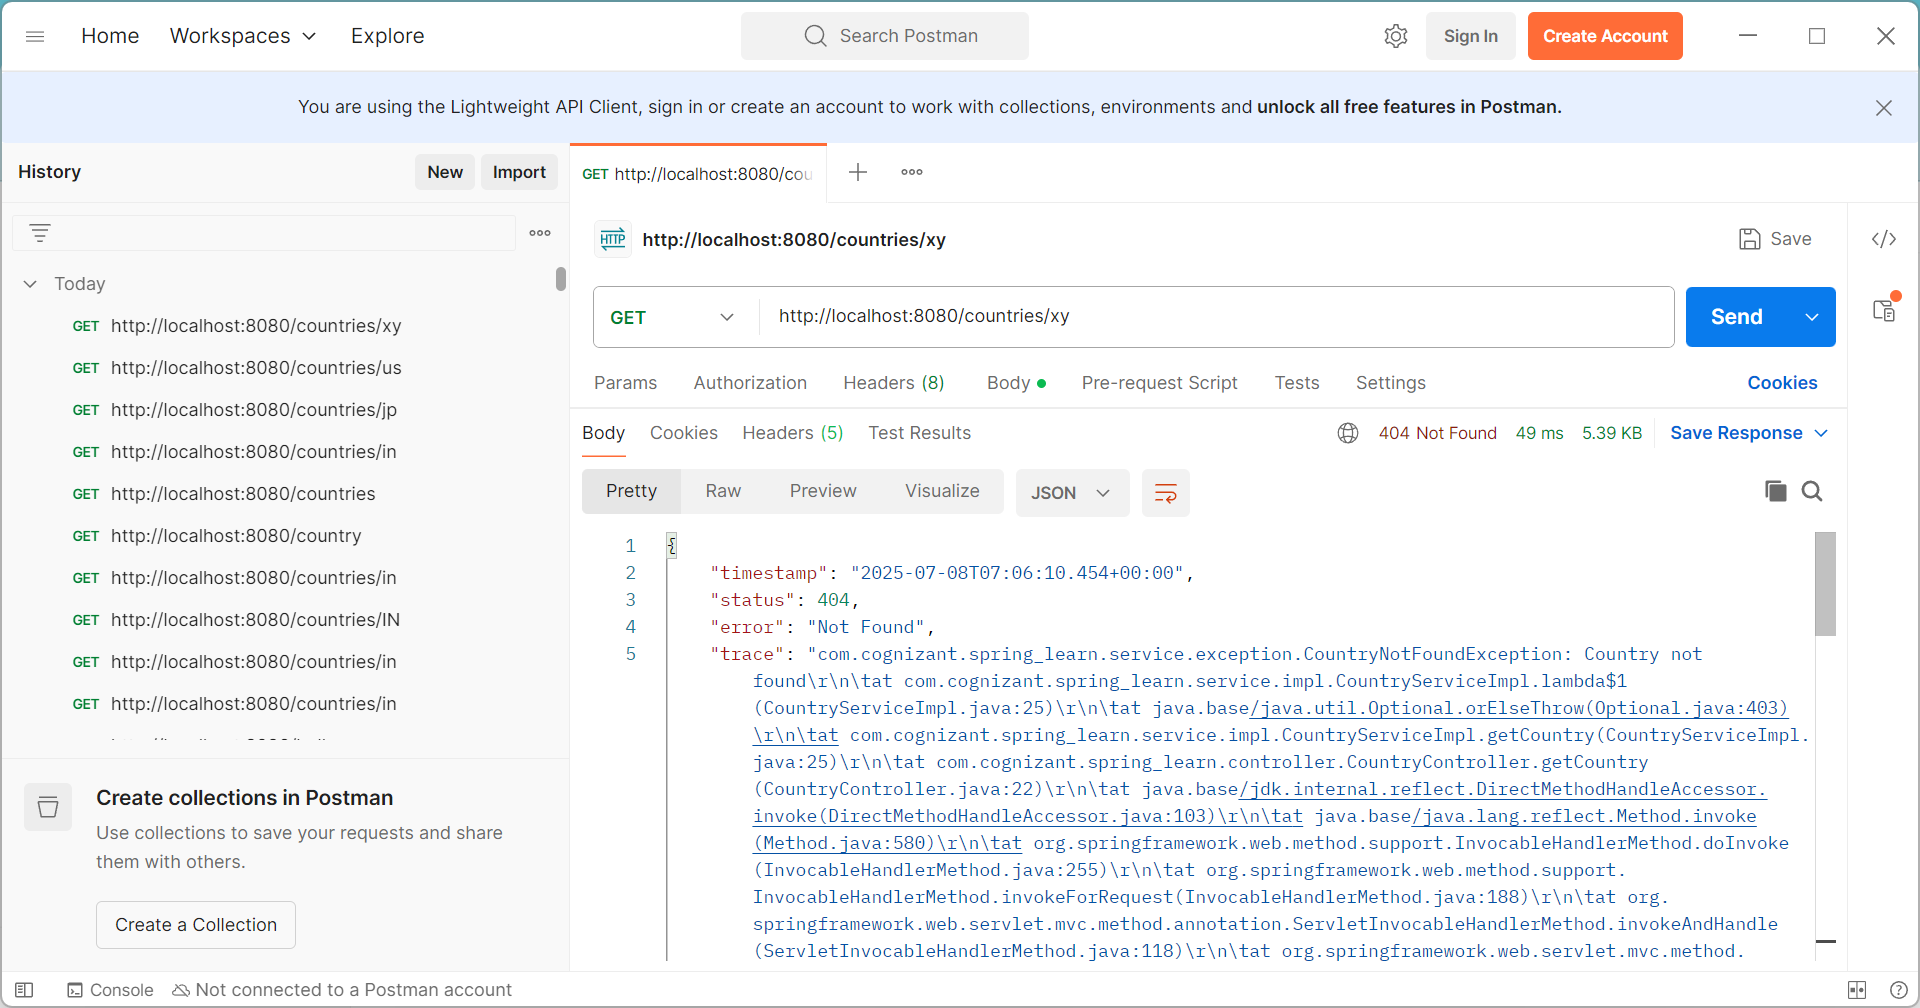 Home Workspaces Explore Search Postman Sign In Create Account
You are using the Lightweight API Client, sign in or create an account to work with collections, environments and unlock all free features in Postman.
History New Import
GET http://localhost:8080/cou
HTTP http://localhost:8080/countries/xy Save
Today
GET http://localhost:8080/countries/xy
GET http://localhost:8080/countries/us
GET http://localhost:8080/countries/jp
GET http://localhost:8080/countries/in
GET http://localhost:8080/countries
GET http://localhost:8080/country
GET http://localhost:8080/countries/in
GET http://localhost:8080/countries/IN
GET http://localhost:8080/countries/in
GET http://localhost:8080/countries/in
Create collections in Postman
Use collections to save your requests and share
them with others.
Create a Collection
GET http://localhost:8080/countries/xy Send
Params Authorization Headers (8) Body Pre-request Script Tests Settings Cookies
Body Cookies Headers (5) Test Results 404 Not Found 49 ms 5.39 KB Save Response
Pretty Raw Preview Visualize JSON
1 {
2 "timestamp": "2025-07-08T07:06:10.454+00:00",
3 "status": 404,
4 "error": "Not Found",
5 "trace": "com.cognizant.spring_learn.service.exception.CountryNotFoundException: Country not
found\r\n\tat com.cognizant.spring_learn.service.impl.CountryServiceImpl.lambda$1
(CountryServiceImpl.java:25)\r\n\tat java.base/java.util.Optional.orElseThrow(Optional.java:403)
\r\n\tat com.cognizant.spring_learn.service.impl.CountryServiceImpl.getCountry(CountryServiceImpl.
java:25)\r\n\tat com.cognizant.spring_learn.controller.CountryController.getCountry
(CountryController.java:22)\r\n\tat java.base/jdk.internal.reflect.DirectMethodHandleAccessor.
invoke(DirectMethodHandleAccessor.java:103)\r\n\tat java.base/java.lang.reflect.Method.invoke
(Method.java:580)\r\n\tat org.springframework.web.method.support.InvocableHandlerMethod.doInvoke
(InvocableHandlerMethod.java:255)\r\n\tat org.springframework.web.method.support.
InvocableHandlerMethod.invokeForRequest(InvocableHandlerMethod.java:188)\r\n\tat org.
springframework.web.servlet.mvc.method.annotation.ServletInvocableHandlerMethod.invokeAndHandle
(ServletInvocableHandlerMethod.java:118)\r\n\tat org.springframework.web.servlet.mvc.method.
Console Not connected to a Postman account